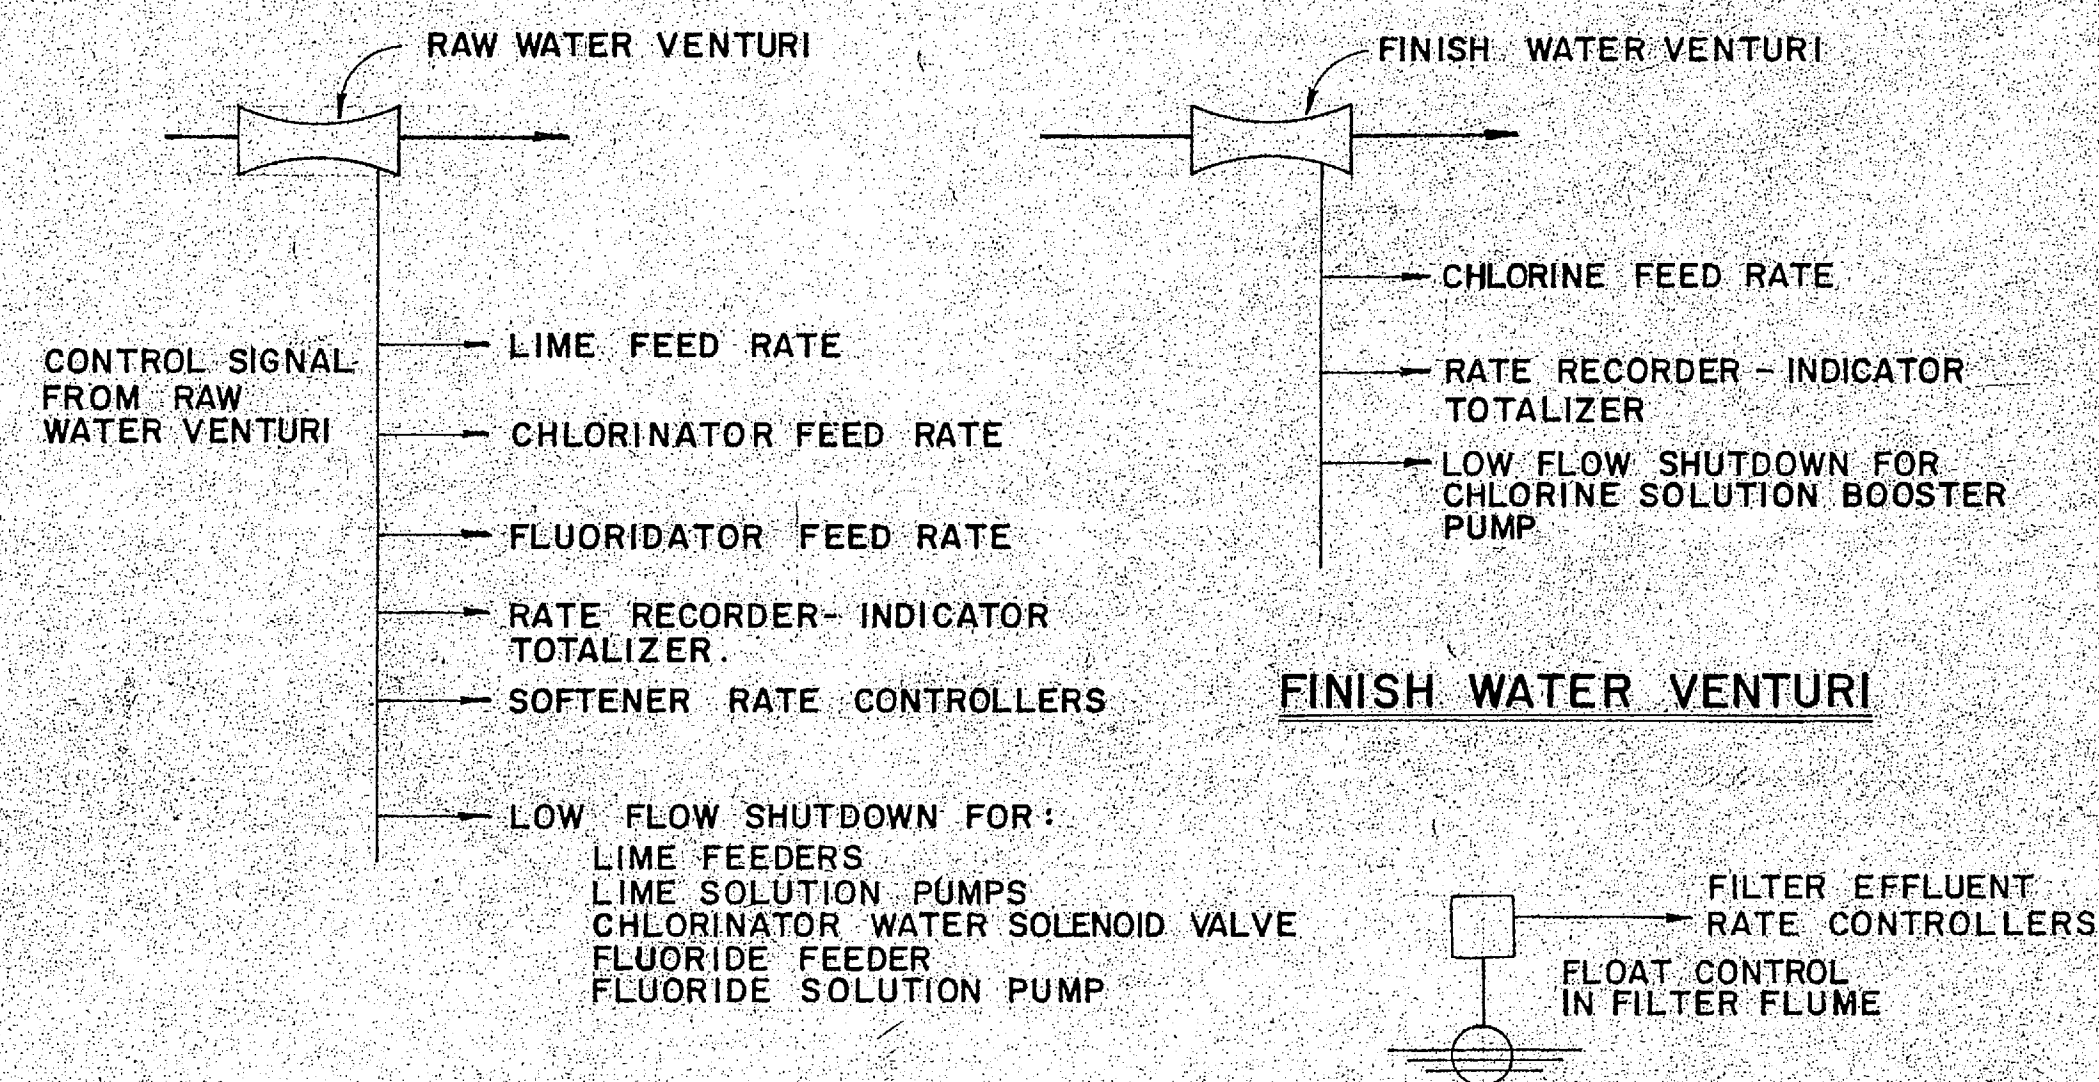 RAW WATER VENTURI
CONTROL SIGNAL
FROM RAW
WATER VENTURI
LIME FEED RATE
CHLORINATOR FEED RATE
FLUORIDATOR FEED RATE
RATE RECORDER- INDICATOR
TOTALIZER.
SOFTENER RATE CONTROLLERS
LOW FLOW SHUTDOWN FOR:
LIME FEEDERS
LIME SOLUTION PUMPS
CHLORINATOR WATER SOLENOID VALVE
FLUORIDE FEEDER
FLUORIDE SOLUTION PUMP
FINISH WATER VENTURI
CHLORINE FEED RATE
RATE RECORDER - INDICATOR
TOTALIZER
LOW FLOW SHUTDOWN FOR
CHLORINE SOLUTION BOOSTER
PUMP
FINISH WATER VENTURI
FILTER EFFLUENT
RATE CONTROLLERS
FLOAT CONTROL
IN FILTER FLUME